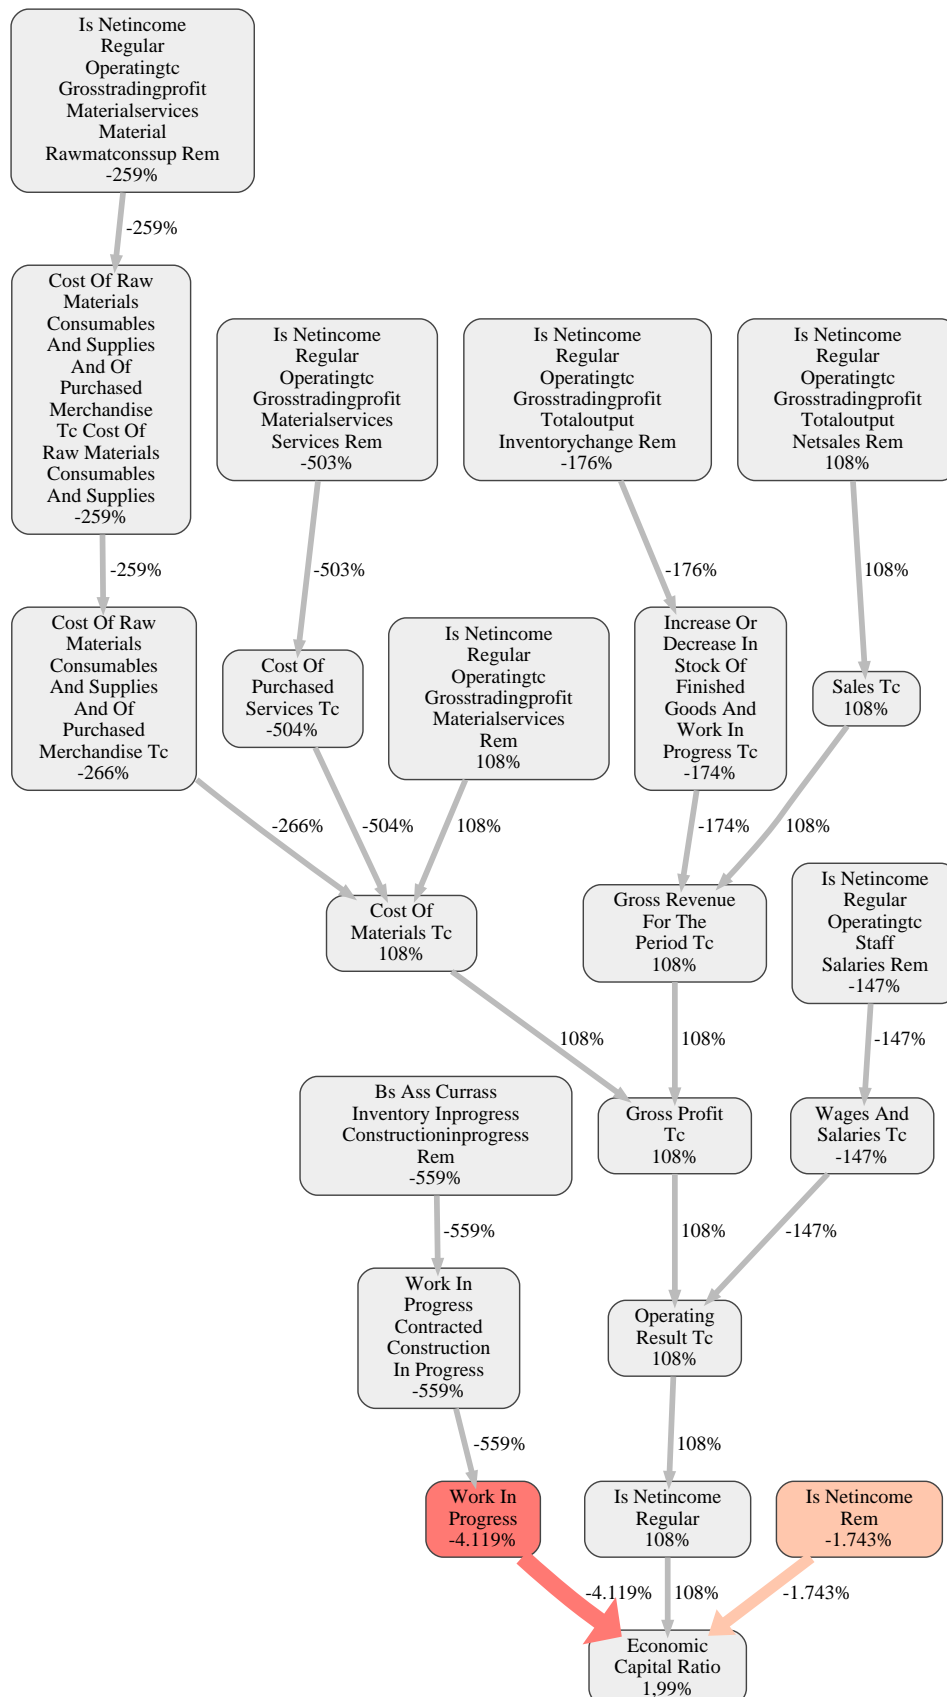 Is Netincome
Regular
Operatingtc
Grosstradingprofit
Materialservices
Material
Rawmatconssup Rem
-259%
-259%
Cost Of Raw
Materials
Consumables
And Supplies
And Of
Purchased
Merchandise
Tc Cost Of
Raw Materials
Consumables
And Supplies
-259%
Is Netincome
Regular
Operatingtc
Grosstradingprofit
Materialservices
Services Rem
-503%
Is Netincome
Regular
Operatingtc
Grosstradingprofit
Totaloutput
Inventorychange Rem
-176%
Is Netincome
Regular
Operatingtc
Grosstradingprofit
Totaloutput
Netsales Rem
108%
-259%
-503%
-176%
108%
Cost Of Raw
Materials
Consumables
And Supplies
And Of
Purchased
Merchandise Tc
-266%
Cost Of
Purchased
Services Tc
-504%
Is Netincome
Regular
Operatingtc
Grosstradingprofit
Materialservices
Rem
108%
Increase Or
Decrease In
Stock Of
Finished
Goods And
Work In
Progress Tc
-174%
Sales Tc
108%
-266%
-504%
108%
-174%
108%
Cost Of
Materials Tc
108%
Gross Revenue
For The
Period Tc
108%
Is Netincome
Regular
Operatingtc
Staff
Salaries Rem
-147%
108%
108%
-147%
Bs Ass Currass
Inventory Inprogress
Constructioninprogress
Rem
-559%
Gross Profit
Tc
108%
Wages And
Salaries Tc
-147%
-559%
108%
-147%
Work In
Progress
Contracted
Construction
In Progress
-559%
Operating
Result Tc
108%
-559%
108%
Work In
Progress
-4.119%
Is Netincome
Regular
108%
Is Netincome
Rem
-1.743%
-4.119%
108%
-1.743%
Economic
Capital Ratio
1,99%